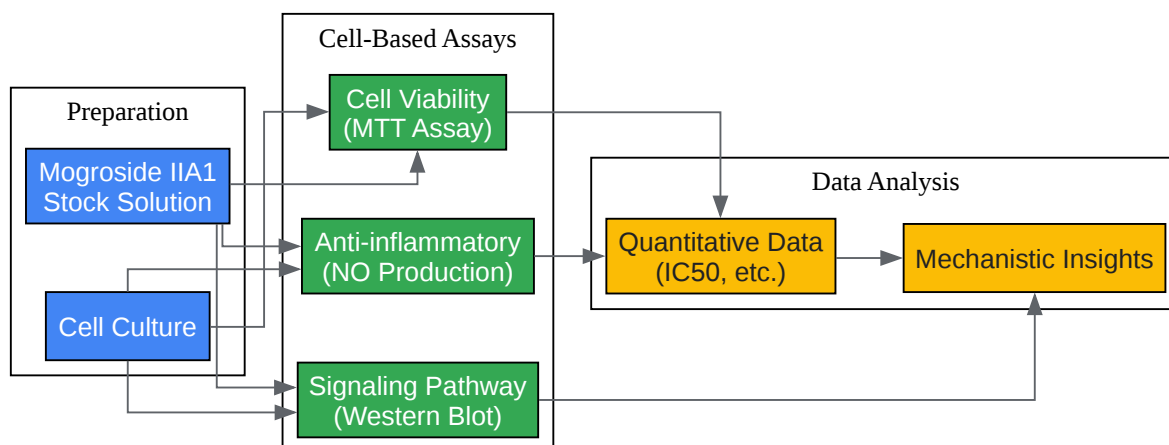 Preparation
Mogroside IIA1
Stock Solution
Cell Culture
Cell-Based Assays
Cell Viability
(MTT Assay)
Anti-inflammatory
(NO Production)
Signaling Pathway
(Western Blot)
Data Analysis
Quantitative Data
(IC50, etc.)
Mechanistic Insights